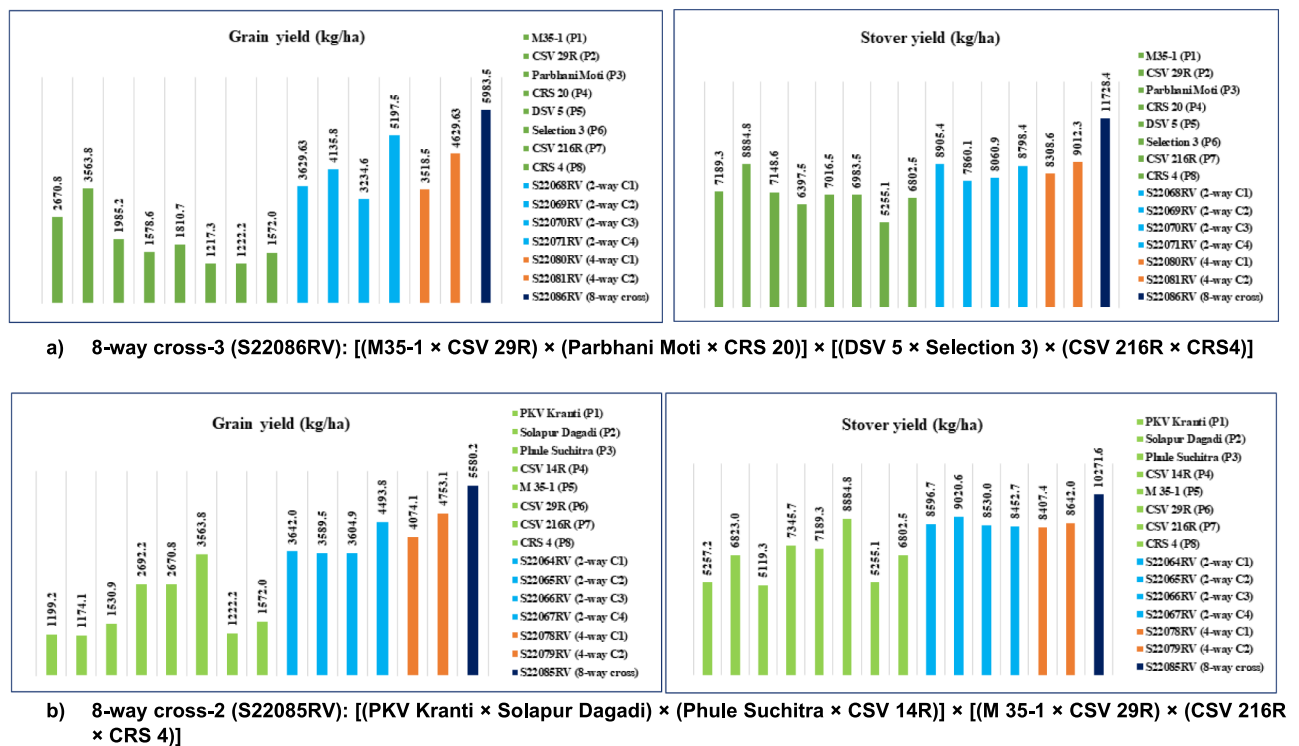 Grain yield (kg/ha)
2670.8
3563.8
1985.2
1578.6
1810.7
1217.3
1222.2
1572.0
3629.63
4135.8
3234.6
5197.5
3518.5
4629.63
5983.5
M35-1 (P1)
CSV 29R (P2)
Parbhani Moti (P3)
CRS 20 (P4)
DSV 5 (P5)
Selection 3 (P6)
CSV 216R (P7)
CRS 4 (P8)
S22068RV (2-way C1)
S22069RV (2-way C2)
S22070RV (2-way C3)
S22071RV (2-way C4)
S22080RV (4-way C1)
S22081RV (4-way C2)
S22086RV (8-way cross)
Stover yield (kg/ha)
7189.3
8884.8
7148.6
6397.5
7016.5
6983.5
5255.1
6802.5
8905.4
7860.1
8060.9
8798.4
8308.6
9012.3
11728.4
M35-1 (P1)
CSV 29R (P2)
Parbhani Moti (P3)
CRS 20 (P4)
DSV 5 (P5)
Selection 3 (P6)
CSV 216R (P7)
CRS 4 (P8)
S22068RV (2-way C1)
S22069RV (2-way C2)
S22070RV (2-way C3)
S22071RV (2-way C4)
S22080RV (4-way C1)
S22081RV (4-way C2)
S22086RV (8-way cross)
a) 8-way cross-3 (S22086RV): [(M35-1 × CSV 29R) × (Parbhani Moti × CRS 20)] × [(DSV 5 × Selection 3) × (CSV 216R × CRS4)]
Grain yield (kg/ha)
1199.2
1174.1
1530.9
2692.2
2670.8
3563.8
1222.2
1572.0
3642.0
3589.5
3604.9
4493.8
4074.1
4753.1
5580.2
PKV Kranti (P1)
Solapur Dagadi (P2)
Phule Suchitra (P3)
CSV 14R (P4)
M 35-1 (P5)
CSV 29R (P6)
CSV 216R (P7)
CRS 4 (P8)
S22064RV (2-way C1)
S22065RV (2-way C2)
S22066RV (2-way C3)
S22067RV (2-way C4)
S22078RV (4-way C1)
S22079RV (4-way C2)
S22085RV (8-way cross)
Stover yield (kg/ha)
5257.2
6823.0
5119.3
7345.7
7189.3
8884.8
5255.1
6802.5
8596.7
9020.6
8530.0
8452.7
8407.4
8642.0
10271.6
PKV Kranti (P1)
Solapur Dagadi (P2)
Phule Suchitra (P3)
CSV 14R (P4)
M 35-1 (P5)
CSV 29R (P6)
CSV 216R (P7)
CRS 4 (P8)
S22064RV (2-way C1)
S22065RV (2-way C2)
S22066RV (2-way C3)
S22067RV (2-way C4)
S22078RV (4-way C1)
S22079RV (4-way C2)
S22085RV (8-way cross)
b) 8-way cross-2 (S22085RV): [(PKV Kranti × Solapur Dagadi) × (Phule Suchitra × CSV 14R)] × [(M 35-1 × CSV 29R) × (CSV 216R
× CRS 4)]